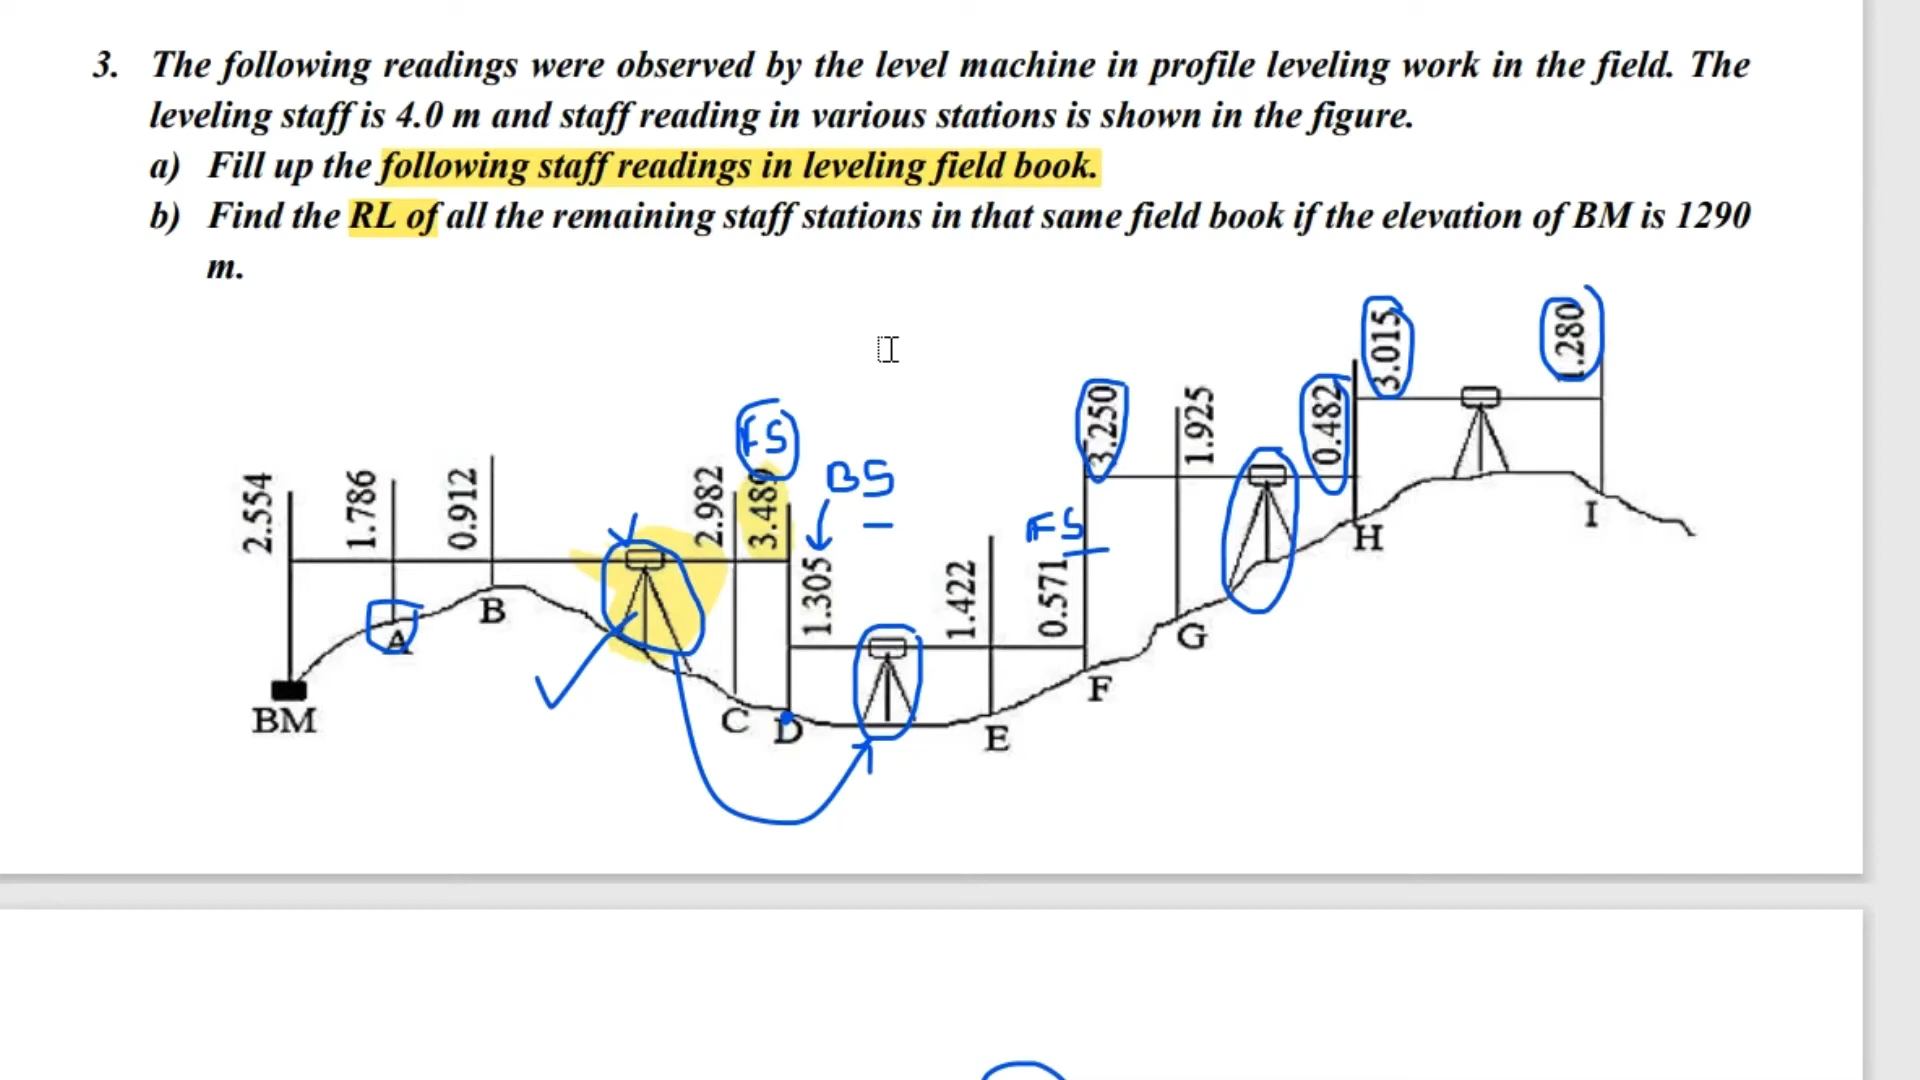 3. The following readings were observed by the level machine in profile leveling work in the field. The
leveling staff is 4.0 m and staff reading in various stations is shown in the figure.
a) Fill up the following staff readings in leveling field book.
b) Find the RL of all the remaining staff stations in that same field book if the elevation of BM is 1290
m.
2.554
1.786
0.912
2.982
3.489
FS
BS
1.305
1.422
FS
0.571
3.250
1.925
0.482
3.015
1.280
BM
A
B
C
D
E
F
G
H
I